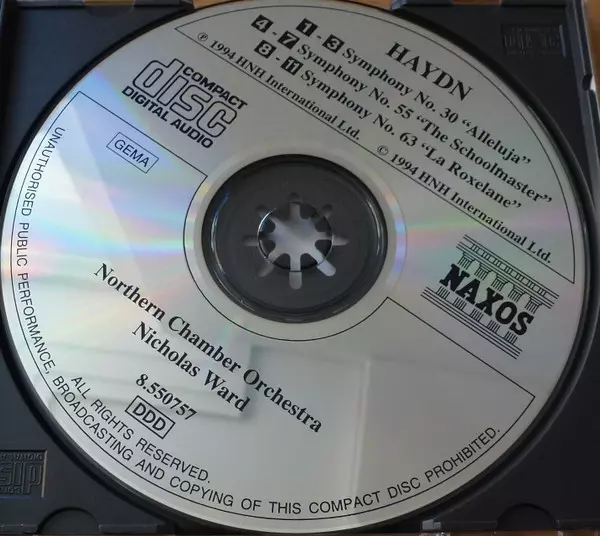 HAYDN
1 - 3 Symphony No. 30 "Alleluja"
4 - 7 Symphony No. 55 "The Schoolmaster"
8 - 11 Symphony No. 63 "La Roxelane"
℗ 1994 HNH International Ltd. © 1994 HNH International Ltd.
COMPACT
disc
DIGITAL AUDIO
GEMA
NAXOS
Northern Chamber Orchestra
Nicholas Ward
8.550757
DDD
ALL RIGHTS RESERVED.
UNAUTHORISED PUBLIC PERFORMANCE, BROADCASTING AND COPYING OF THIS COMPACT DISC PROHIBITED.